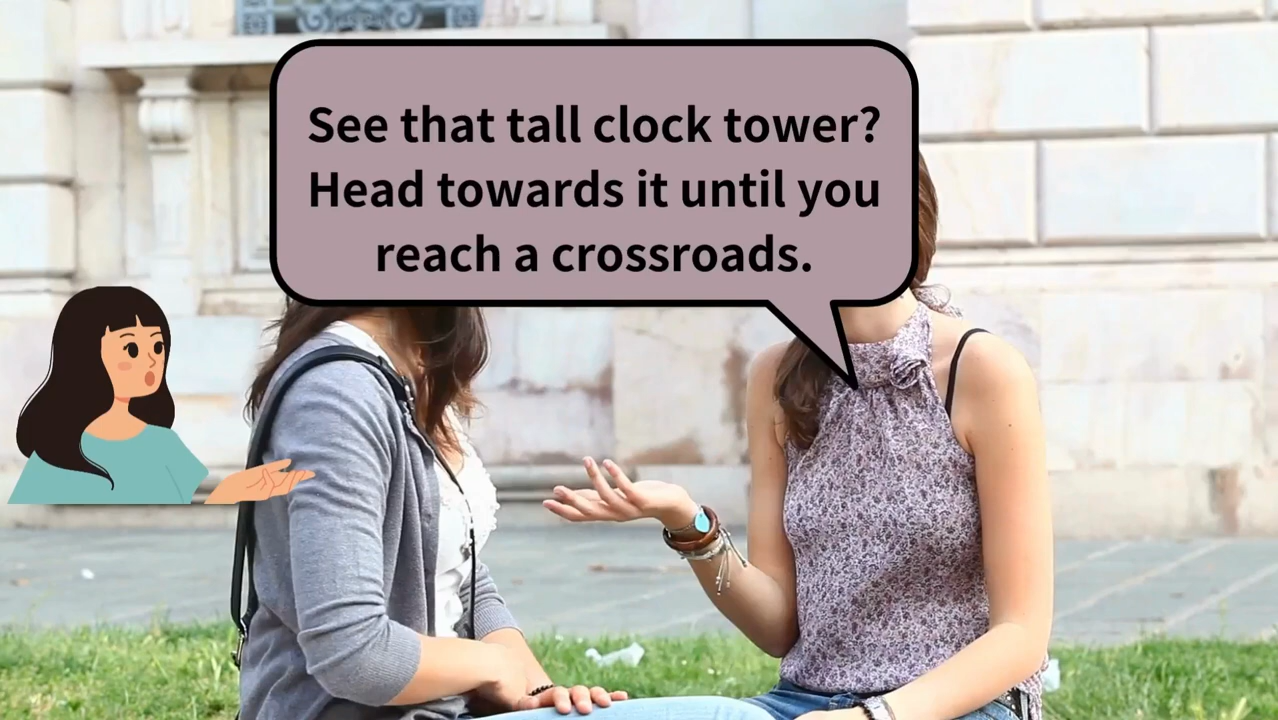 See that tall clock tower?
Head towards it until you
reach a crossroads.